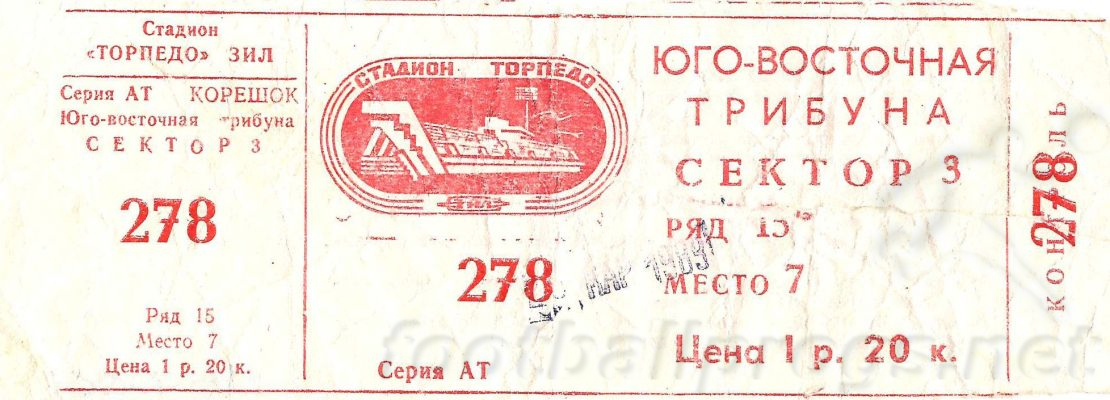 Стадион
«ТОРПЕДО» ЗИЛ
Серия АТ КОРЕШОК
Юго-восточная трибуна
СЕКТОР 3
278
Ряд 15
Место 7
Цена 1 р. 20 к.
СТАДИОН ТОРПЕДО
ЗИЛ
278
Серия АТ
ЮГО-ВОСТОЧНАЯ
ТРИБУНА
СЕКТОР 3
РЯД 15
МЕСТО 7
Цена 1 р. 20 к.
278
footballprogs.net